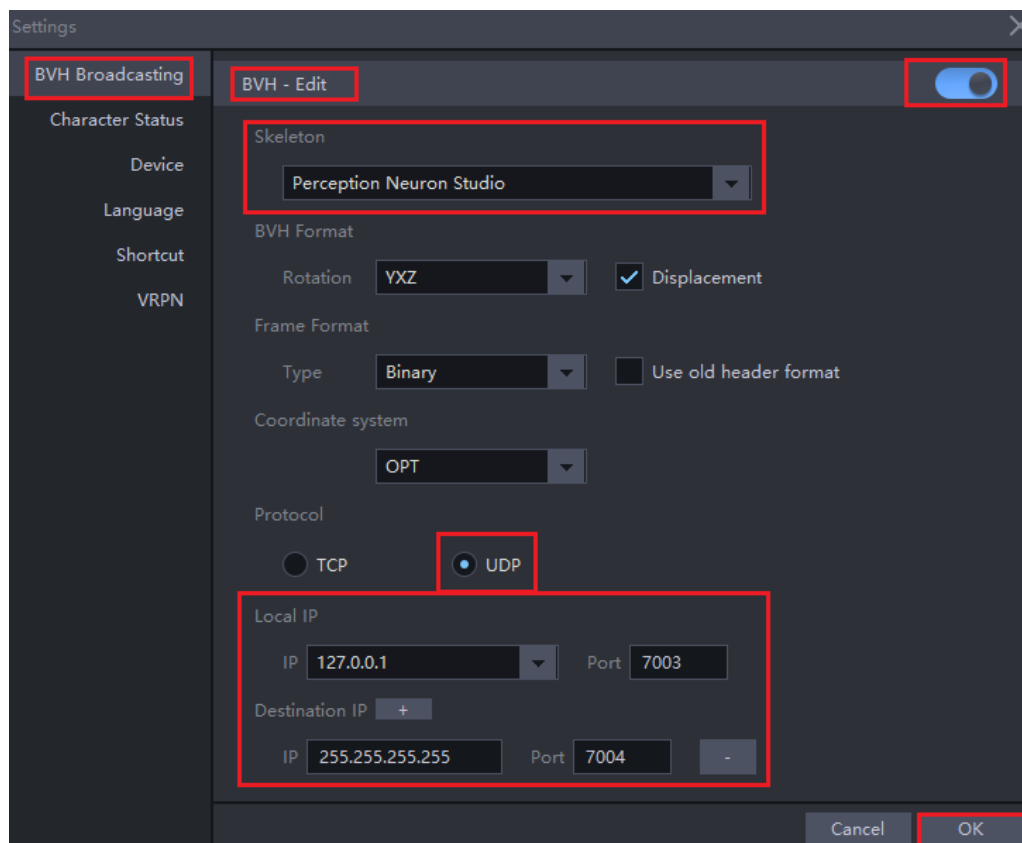 Settings
BVH Broadcasting
Character Status
Device
Language
Shortcut
VRPN
BVH - Edit
Skeleton
Perception Neuron Studio
BVH Format
Rotation YXZ Displacement
Frame Format
Type Binary Use old header format
Coordinate system
OPT
Protocol
TCP UDP
Local IP
IP 127.0.0.1 Port 7003
Destination IP +
IP 255.255.255.255 Port 7004 -
Cancel OK